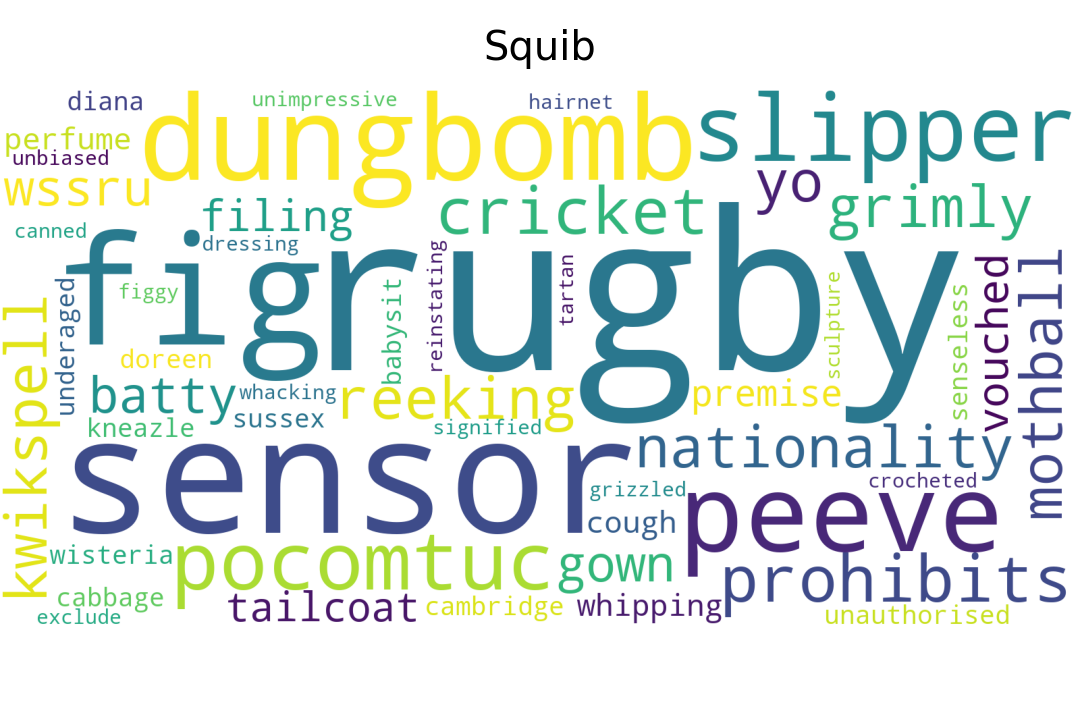 Squib
diana
unimpressive
hairnet
dungbomb
slipper
perfume
unbiased
wssru
yo
cricket
grimly
filing
canned
dressing
fig
rugby
figgy
reinstating
tartan
babysit
sculpture
senseless
vouched
mothball
underaged
kwikspell
doreen
batty
whacking
reeking
premise
kneazle
sussex
signified
sensor
nationality
crocheted
grizzled
peeve
cough
wisteria
pocomtuc
gown
prohibits
cabbage
tailcoat
cambridge
whipping
exclude
unauthorised